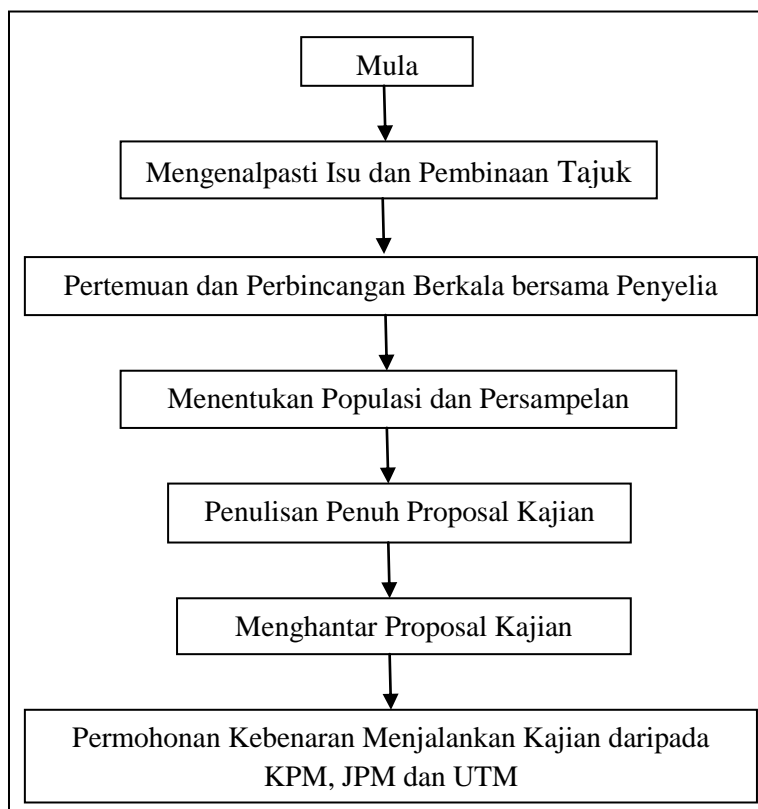 Mula
Mengenalpasti Isu dan Pembinaan Tajuk
Pertemuan dan Perbincangan Berkala bersama Penyelia
Menentukan Populasi dan Persampelan
Penulisan Penuh Proposal Kajian
Menghantar Proposal Kajian
Permohonan Kebenaran Menjalankan Kajian daripada
KPM, JPM dan UTM